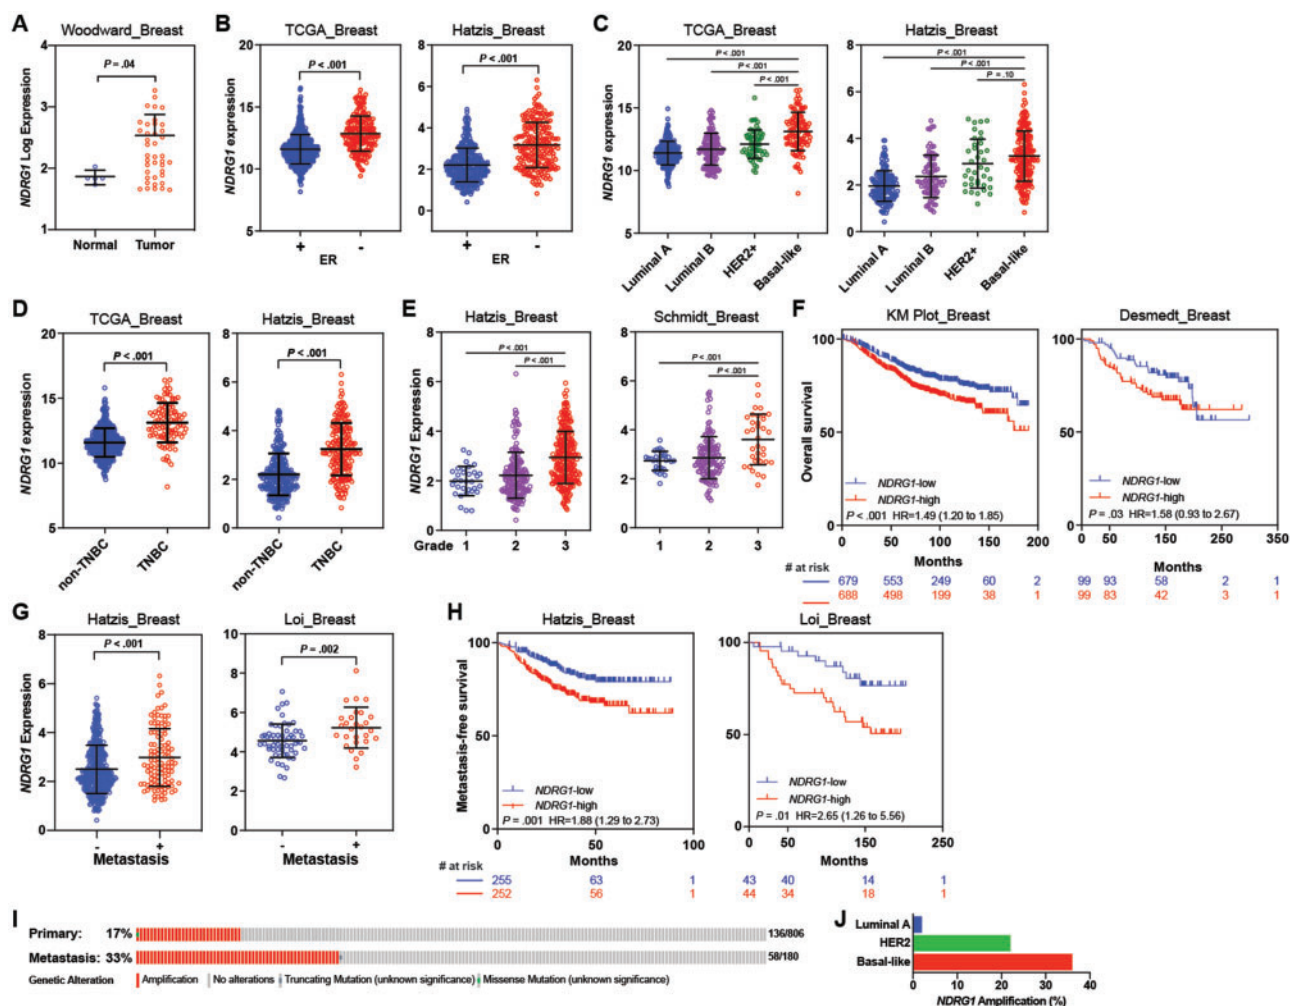 A
Woodward_Breast
P = .04
NDRG1 Log Expression
4
3
2
1
Normal
Tumor
B
TCGA_Breast
P < .001
NDRG1 expression
20
15
10
5
+
-
ER
Hatzis_Breast
P < .001
8
6
4
2
0
+
-
ER
C
TCGA_Breast
P < .001
P < .001
P < .001
NDRG1 expression
20
15
10
5
Luminal A
Luminal B
HER2+
Basal-like
Hatzis_Breast
P < .001
P < .001
P = .10
8
6
4
2
0
Luminal A
Luminal B
HER2+
Basal-like
D
TCGA_Breast
P < .001
NDRG1 expression
20
15
10
5
non-TNBC
TNBC
Hatzis_Breast
P < .001
8
6
4
2
0
non-TNBC
TNBC
E
Hatzis_Breast
P < .001
P < .001
NDRG1 Expression
8
6
4
2
0
Grade
1
2
3
Schmidt_Breast
P < .001
P < .001
8
6
4
2
0
1
2
3
F
KM Plot_Breast
Overall survival
100
50
0
NDRG1-low
NDRG1-high
P < .001 HR=1.49 (1.20 to 1.85)
0 50 100 150 200
Months
# at risk
679 553 249 60 2
688 498 199 38 1
Desmedt_Breast
100
50
0
NDRG1-low
NDRG1-high
P = .03 HR=1.58 (0.93 to 2.67)
0 50 150 250 350
Months
99 93 58 2 1
99 83 42 3 1
G
Hatzis_Breast
P < .001
NDRG1 Expression
8
6
4
2
0
-
+
Metastasis
Loi_Breast
P = .002
10
8
6
4
2
0
-
+
Metastasis
H
Hatzis_Breast
Metastasis-free survival
100
50
0
NDRG1-low
NDRG1-high
P = .001 HR=1.88 (1.29 to 2.73)
0 50 100
Months
# at risk
255 63 1
252 56 1
Loi_Breast
100
50
0
NDRG1-low
NDRG1-high
P = .01 HR=2.65 (1.26 to 5.56)
0 50 150 250
Months
43 40 14 1
44 34 18 1
I
Primary: 17% 136/806
Metastasis: 33% 58/180
Genetic Alteration Amplification No alterations Truncating Mutation (unknown significance) Missense Mutation (unknown significance)
J
Luminal A
HER2
Basal-like
0 10 20 30 40
NDRG1 Amplification (%)